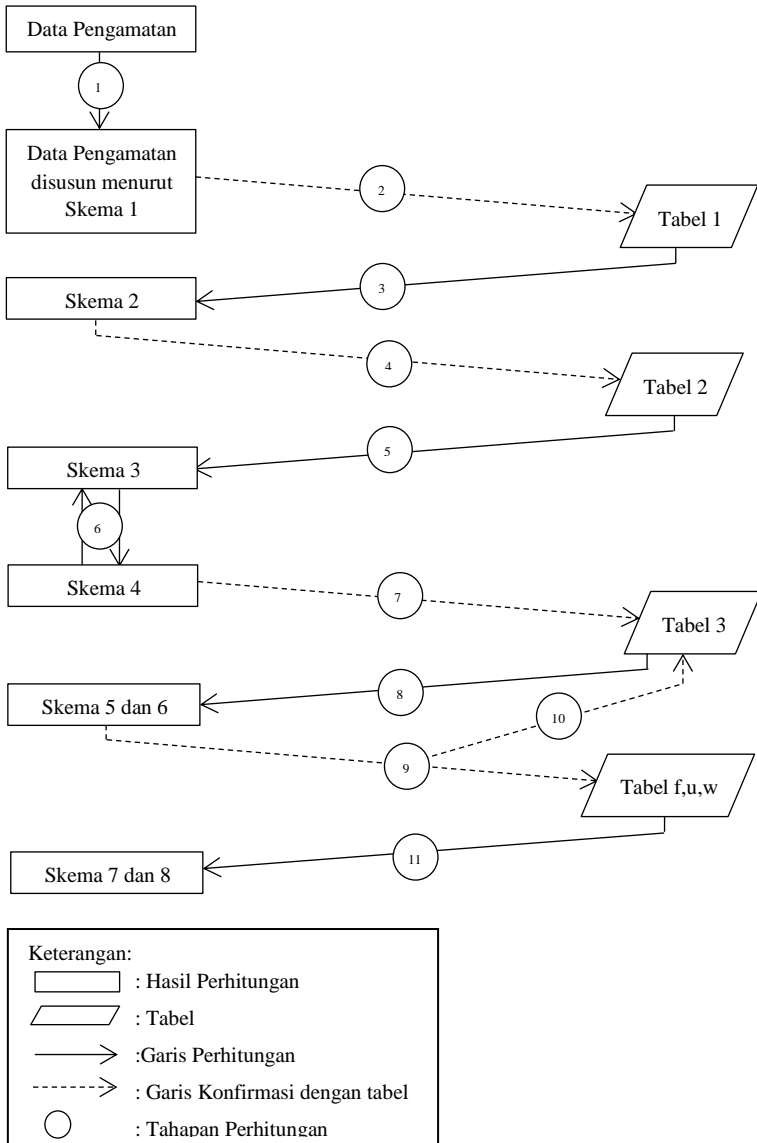 Data Pengamatan
1
Data Pengamatan
disusun menurut
Skema 1
2
Tabel 1
3
Skema 2
4
Tabel 2
5
Skema 3
6
Skema 4
7
Tabel 3
8
Skema 5 dan 6
10
9
Tabel f,u,w
11
Skema 7 dan 8
Keterangan:
: Hasil Perhitungan
: Tabel
:Garis Perhitungan
: Garis Konfirmasi dengan tabel
: Tahapan Perhitungan